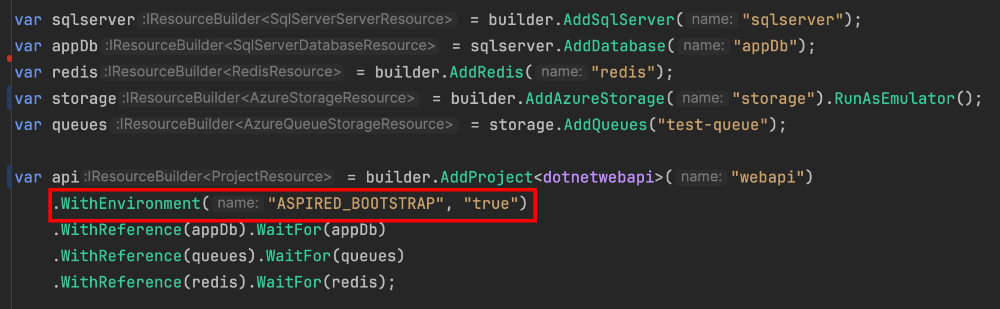 var sqlserver :IResourceBuilder<SqlServerServerResource> = builder.AddSqlServer( name: "sqlserver");
var appDb :IResourceBuilder<SqlServerDatabaseResource> = sqlserver.AddDatabase( name: "appDb");
var redis :IResourceBuilder<RedisResource> = builder.AddRedis( name: "redis");
var storage :IResourceBuilder<AzureStorageResource> = builder.AddAzureStorage( name: "storage").RunAsEmulator();
var queues :IResourceBuilder<AzureQueueStorageResource> = storage.AddQueues("test-queue");
var api :IResourceBuilder<ProjectResource> = builder.AddProject<dotnetwebapi>( name: "webapi")
.WithEnvironment( name: "ASPIRED_BOOTSTRAP", "true")
.WithReference(appDb).WaitFor(appDb)
.WithReference(queues).WaitFor(queues)
.WithReference(redis).WaitFor(redis);